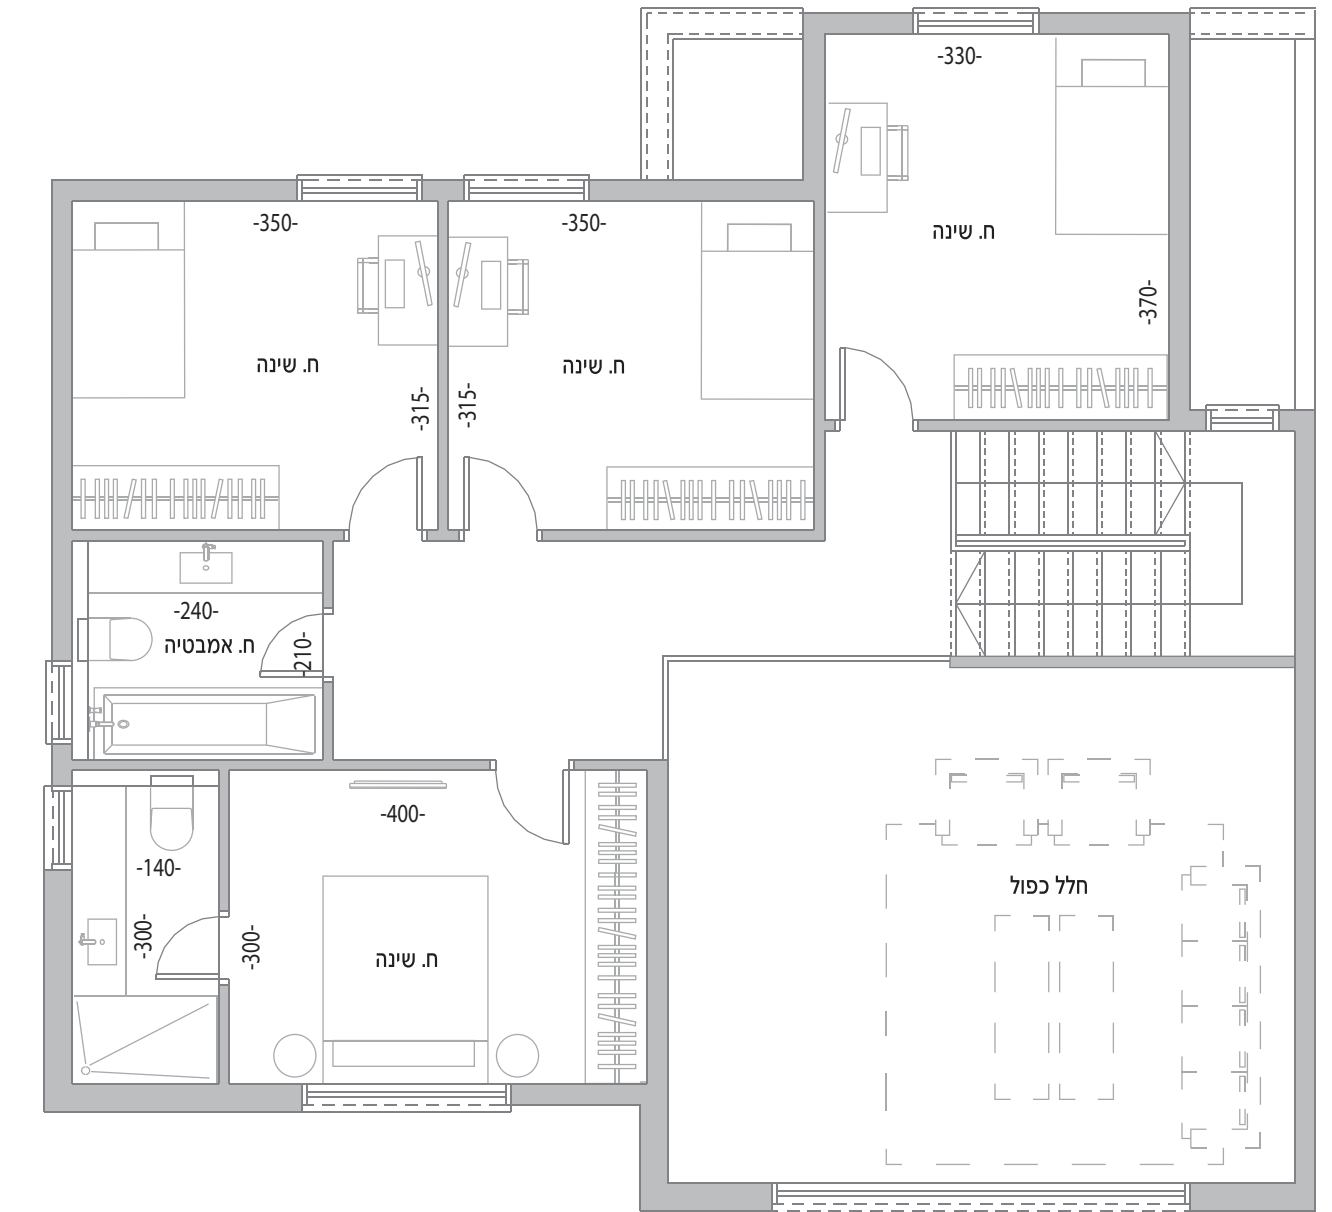 -330-
ח. שינה
-370-
-350-
-350-
ח. שינה
ח. שינה
-315-
-315-
-240-
ח. אמבטיה
-210-
-400-
-140-
-300-
-300-
ח. שינה
חלל כפול